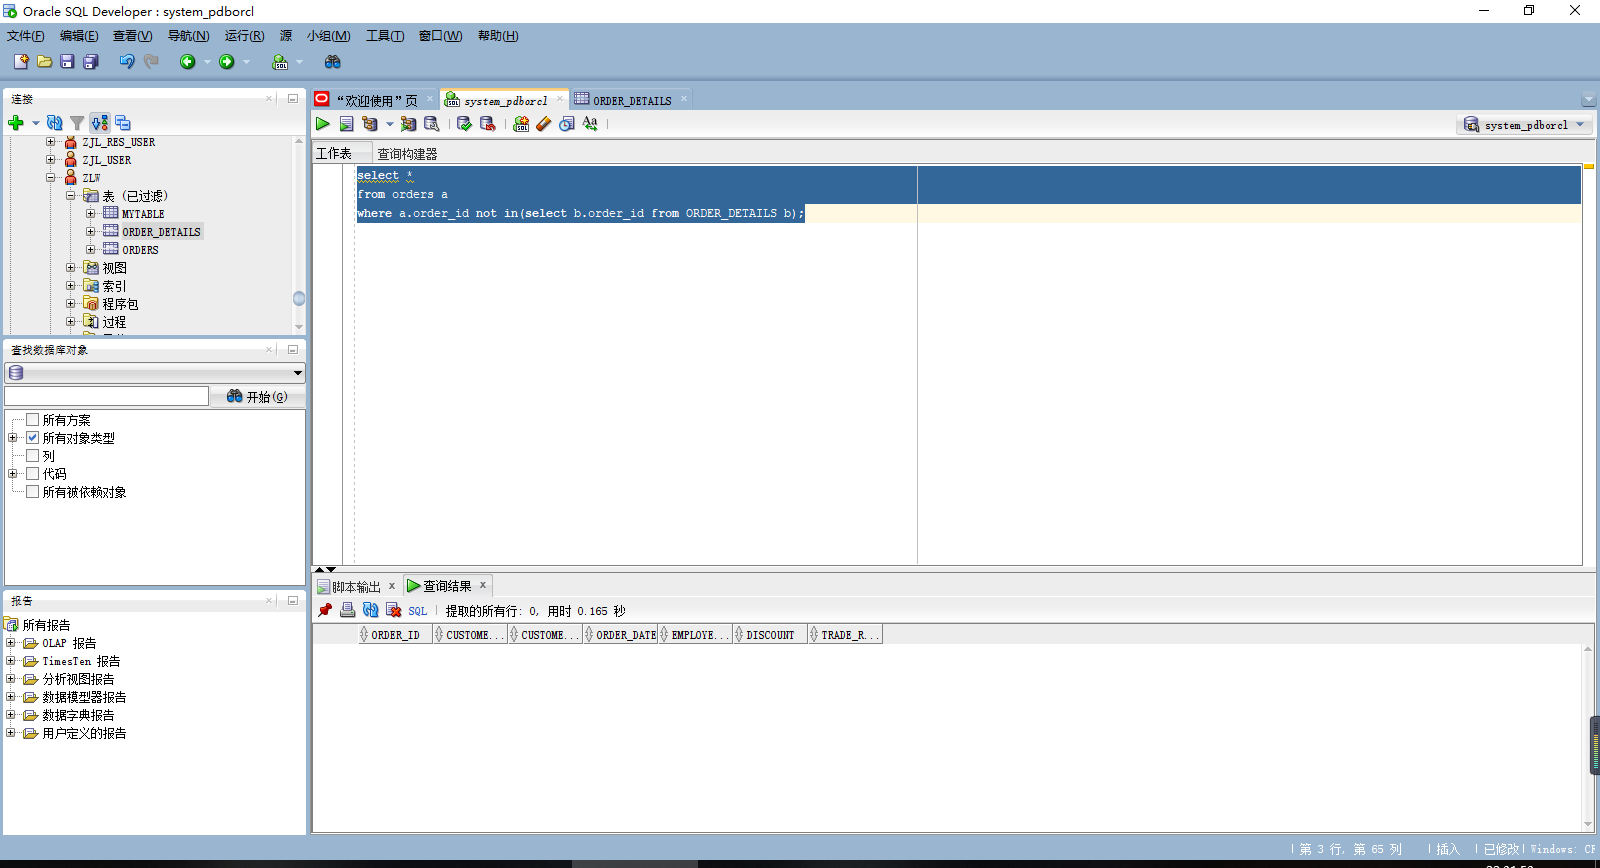 Oracle SQL Developer : system_pdborcl
文件(F) 编辑(E) 查看(V) 导航(N) 运行(R) 源 小组(M) 工具(T) 窗口(W) 帮助(H)
连接
ZJL_RES_USER
ZJL_USER
ZLW
表 (已过滤)
MYTABLE
ORDER_DETAILS
ORDERS
视图
索引
程序包
过程
查找数据库对象
开始(G)
所有方案
所有对象类型
列
代码
所有被依赖对象
报告
所有报告
OLAP 报告
TimesTen 报告
分析视图报告
数据模型器报告
数据字典报告
用户定义的报告
“欢迎使用”页 system_pdborcl ORDER_DETAILS
system_pdborcl
工作表 查询构建器
select *
from orders a
where a.order_id not in(select b.order_id from ORDER_DETAILS b);
脚本输出 x 查询结果 x
SQL | 提取的所有行: 0, 用时 0.165 秒
ORDER_ID CUSTOME... CUSTOME... ORDER_DATE EMPLOYE... DISCOUNT TRADE_R...
| 第 3 行, 第 65 列 | 插入 | 已修改| Windows: CR